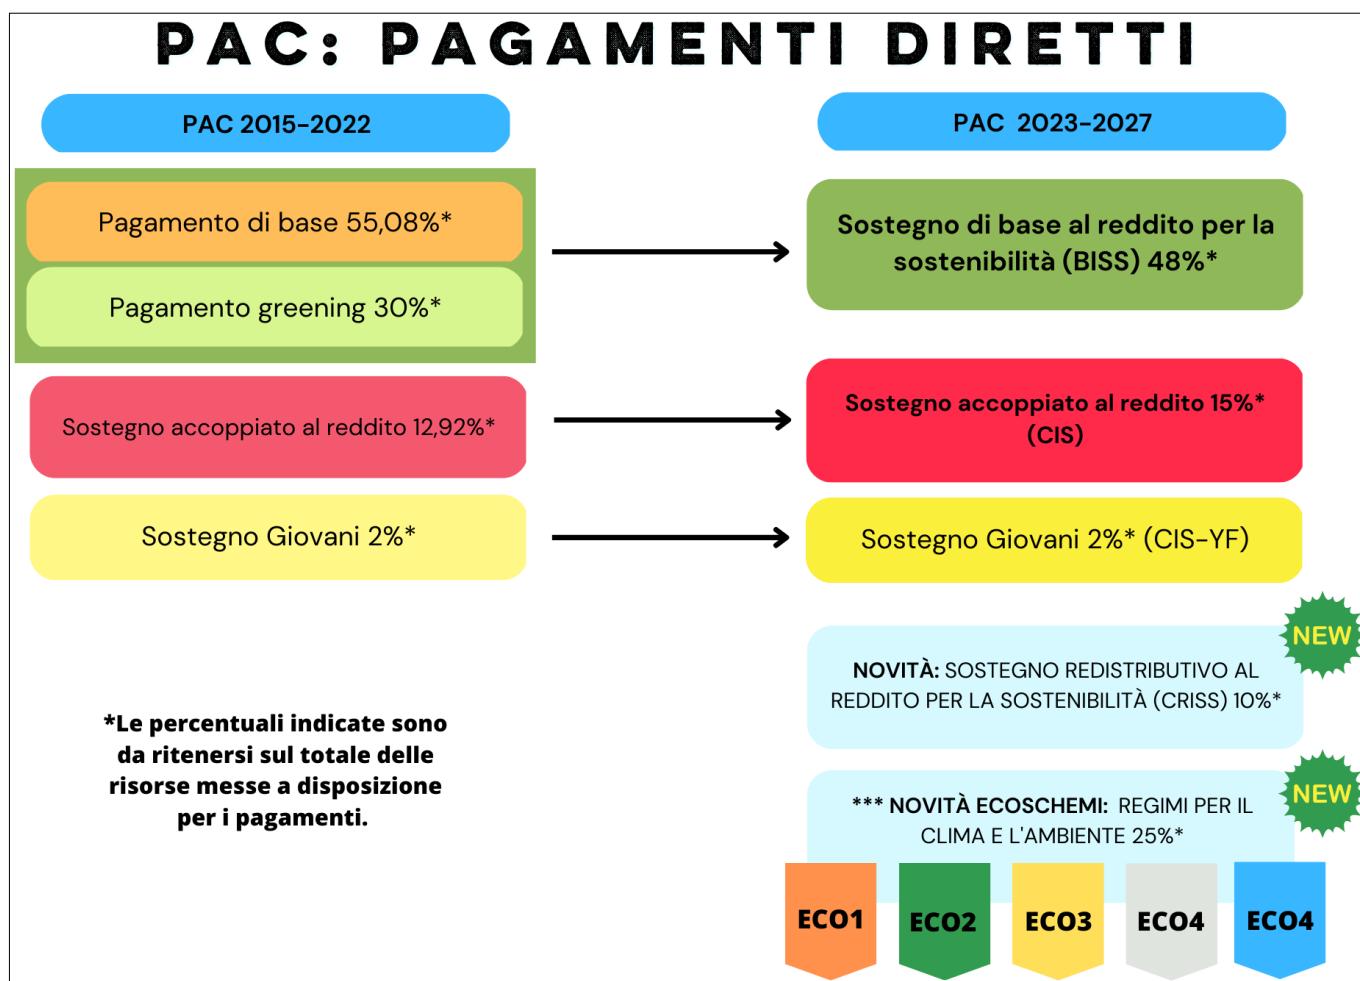 PAC: PAGAMENTI DIRETTI
PAC 2015-2022
Pagamento di base 55,08%*
Pagamento greening 30%*
Sostegno accoppiato al reddito 12,92%*
Sostegno Giovani 2%*
*Le percentuali indicate sono
da ritenersi sul totale delle
risorse messe a disposizione
per i pagamenti.
PAC 2023-2027
Sostegno di base al reddito per la
sostenibilità (BISS) 48%*
Sostegno accoppiato al reddito 15%*
(CIS)
Sostegno Giovani 2%* (CIS-YF)
NEW
NOVITÀ: SOSTEGNO REDISTRIBUTIVO AL
REDDITO PER LA SOSTENIBILITÀ (CRISS) 10%*
NEW
*** NOVITÀ ECOSCHEMI: REGIMI PER IL
CLIMA E L'AMBIENTE 25%*
ECO1
ECO2
ECO3
ECO4
ECO4